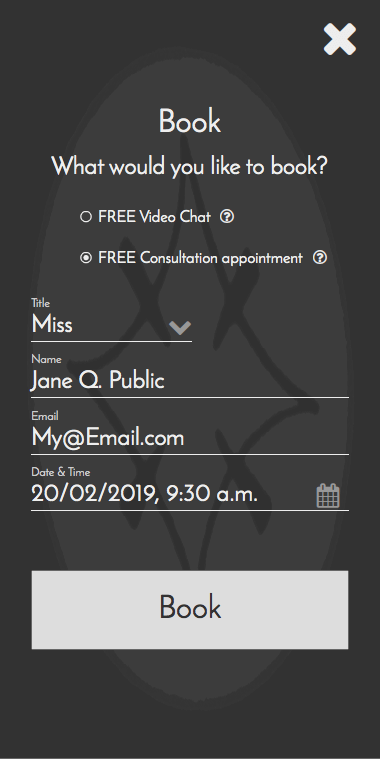 Book
What would you like to book?
FREE Video Chat
FREE Consultation appointment
Title
Miss
Name
Jane Q. Public
Email
My@Email.com
Date & Time
20/02/2019, 9:30 a.m.
Book